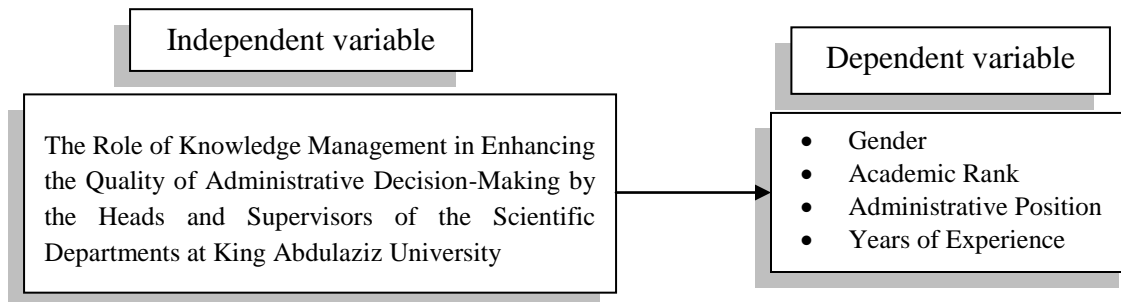 Independent variable
Dependent variable
The Role of Knowledge Management in Enhancing
the Quality of Administrative Decision-Making by
the Heads and Supervisors of the Scientific
Departments at King Abdulaziz University
• Gender
• Academic Rank
• Administrative Position
• Years of Experience